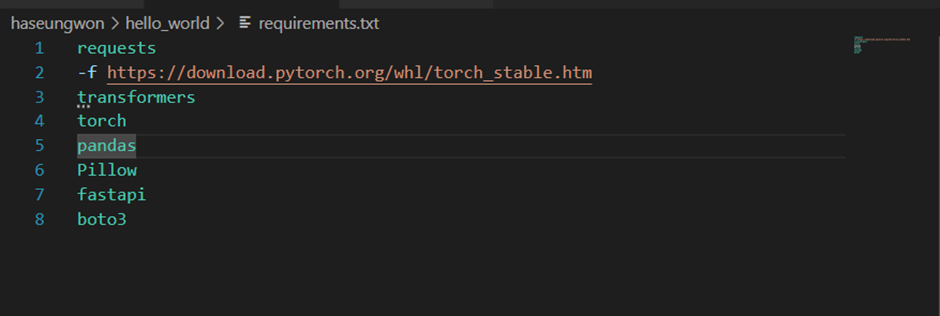 haseungwon > hello_world > requirements.txt
1 requests
2 -f https://download.pytorch.org/whl/torch_stable.htm
3 transformers
4 torch
5 pandas
6 Pillow
7 fastapi
8 boto3